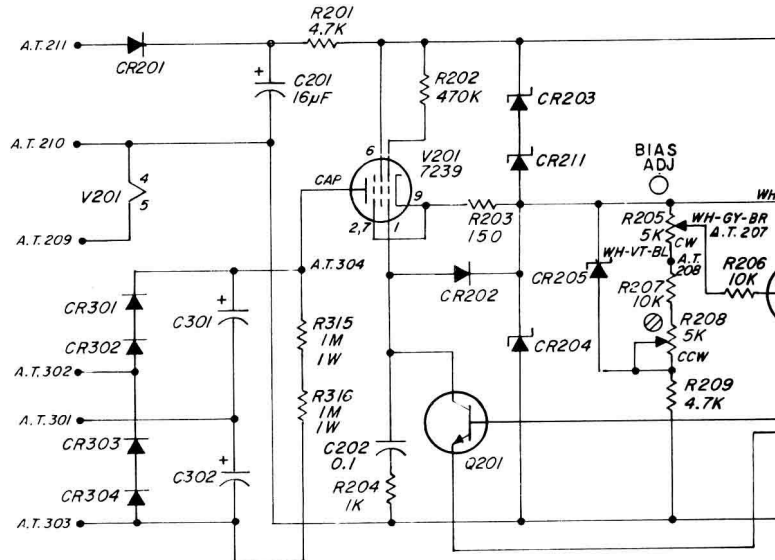 R201
4.7K
A.T.211
CR201
+
C201
16µF
R202
470K
CR203
A.T.210
6
V201
7239
CR211
BIAS
ADJ
4
V201
5
CAP
9
R203
150
2,7
1
WH
R205
5K
CW
WH-GY-BR
A.T.207
A.T.209
WH-VT-BL
A.T.
208
CR205
R206
10K
A.T.304
CR202
R207
10K
CR301
+
C301
CR302
R315
1M
1W
CR204
R208
5K
CCW
A.T.302
R316
1M
1W
R209
4.7K
A.T.301
CR303
+
C302
C202
0.1
Q201
CR304
R204
1K
A.T.303